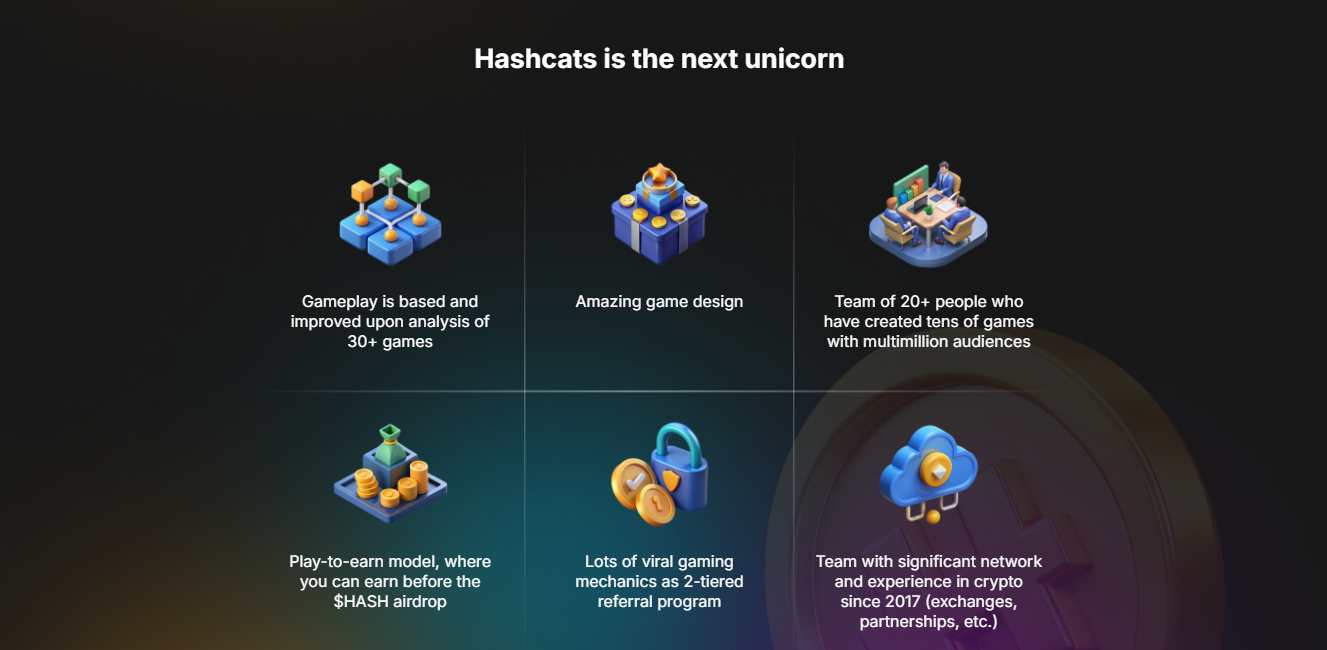 Hashcats is the next unicorn
Gameplay is based and
improved upon analysis of
30+ games
Amazing game design
Team of 20+ people who
have created tens of games
with multimillion audiences
Play-to-earn model, where
you can earn before the
$HASH airdrop
Lots of viral gaming
mechanics as 2-tiered
referral program
Team with significant network
and experience in crypto
since 2017 (exchanges,
partnerships, etc.)